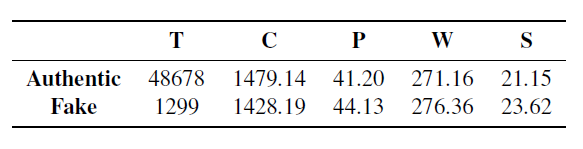 T C P W S
Authentic 48678 1479.14 41.20 271.16 21.15
Fake 1299 1428.19 44.13 276.36 23.62